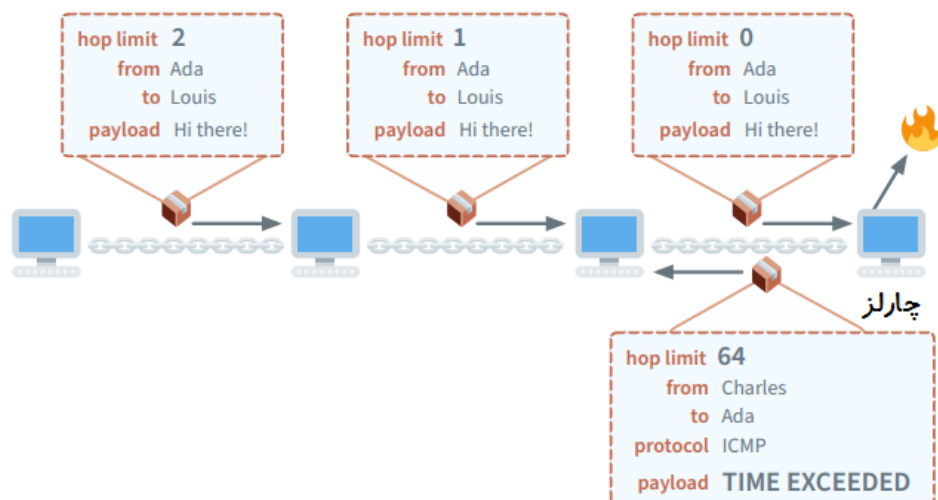 hop limit 2
from Ada
to Louis
payload Hi there!
hop limit 1
from Ada
to Louis
payload Hi there!
hop limit 0
from Ada
to Louis
payload Hi there!
چارلز
hop limit 64
from Charles
to Ada
protocol ICMP
payload TIME EXCEEDED